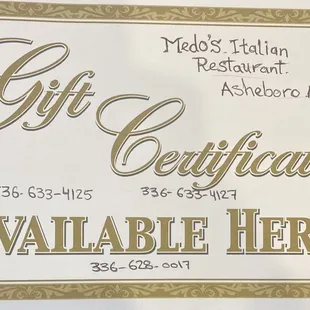 Medo's Italian
Restaurant.
Asheboro
Gift
Certificat
336-633-4125 336-633-4127
VAILABLE HER
336-628-0017